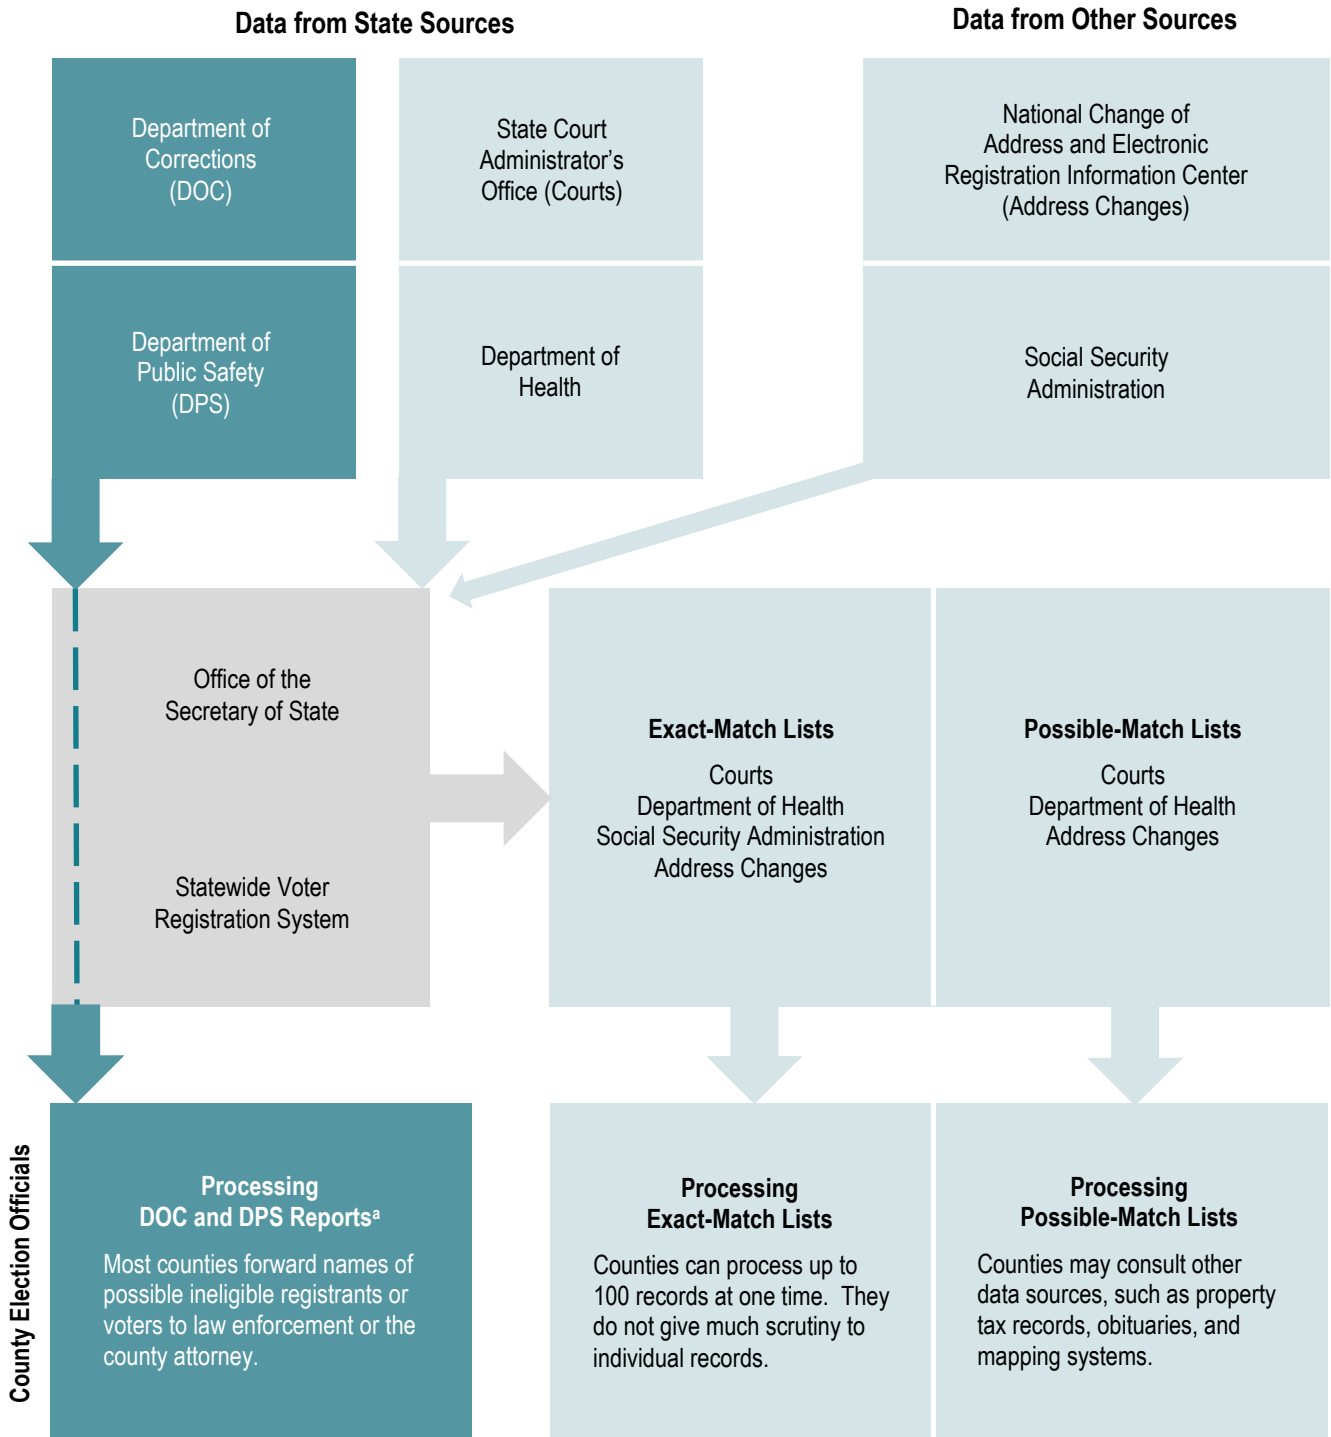 Data from State Sources
Data from Other Sources
Department of
Corrections
(DOC)
State Court
Administrator’s
Office (Courts)
National Change of
Address and Electronic
Registration Information Center
(Address Changes)
Department of
Public Safety
(DPS)
Department of
Health
Social Security
Administration
Office of the
Secretary of State
Statewide Voter
Registration System
Exact-Match Lists
Courts
Department of Health
Social Security Administration
Address Changes
Possible-Match Lists
Courts
Department of Health
Address Changes
County Election Officials
Processing
DOC and DPS Reportsᵃ
Most counties forward names of
possible ineligible registrants or
voters to law enforcement or the
county attorney.
Processing
Exact-Match Lists
Counties can process up to
100 records at one time.  They
do not give much scrutiny to
individual records.
Processing
Possible-Match Lists
Counties may consult other
data sources, such as property
tax records, obituaries, and
mapping systems.